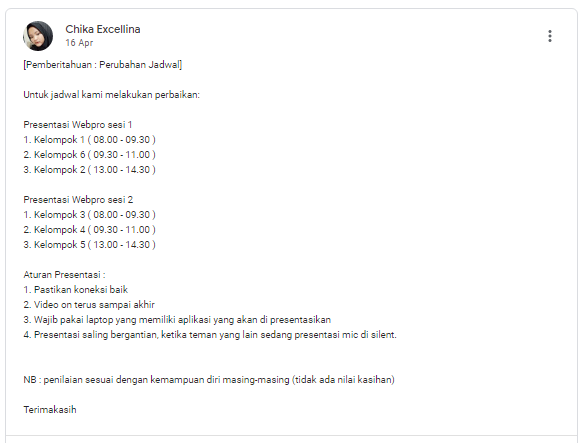 Chika Excellina
16 Apr
[Pemberitahuan : Perubahan Jadwal]
Untuk jadwal kami melakukan perbaikan:
Presentasi Webpro sesi 1
1. Kelompok 1 ( 08.00 - 09.30 )
2. Kelompok 6 ( 09.30 - 11.00 )
3. Kelompok 2 ( 13.00 - 14.30 )
Presentasi Webpro sesi 2
1. Kelompok 3 ( 08.00 - 09.30 )
2. Kelompok 4 ( 09.30 - 11.00 )
3. Kelompok 5 ( 13.00 - 14.30 )
Aturan Presentasi :
1. Pastikan koneksi baik
2. Video on terus sampai akhir
3. Wajib pakai laptop yang memiliki aplikasi yang akan di presentasikan
4. Presentasi saling bergantian, ketika teman yang lain sedang presentasi mic di silent.
NB : penilaian sesuai dengan kemampuan diri masing-masing (tidak ada nilai kasihan)
Terimakasih